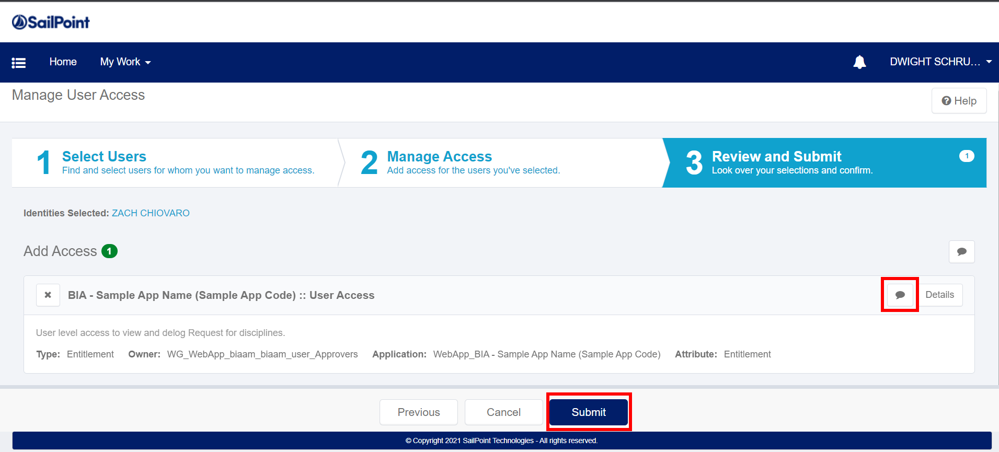 SailPoint
Home
My Work
DWIGHT SCHRU...
Manage User Access
Help
1
Select Users
Find and select users for whom you want to manage access.
2
Manage Access
Add access for the users you've selected.
3
Review and Submit
Look over your selections and confirm.
1
Identities Selected: ZACH CHIOVARO
Add Access 1
BIA - Sample App Name (Sample App Code) :: User Access
Details
User level access to view and delog Request for disciplines.
Type: Entitlement Owner: WG_WebApp_biaam_biaam_user_Approvers Application: WebApp_BIA - Sample App Name (Sample App Code) Attribute: Entitlement
Previous
Cancel
Submit
© Copyright 2021 SailPoint Technologies - All rights reserved.